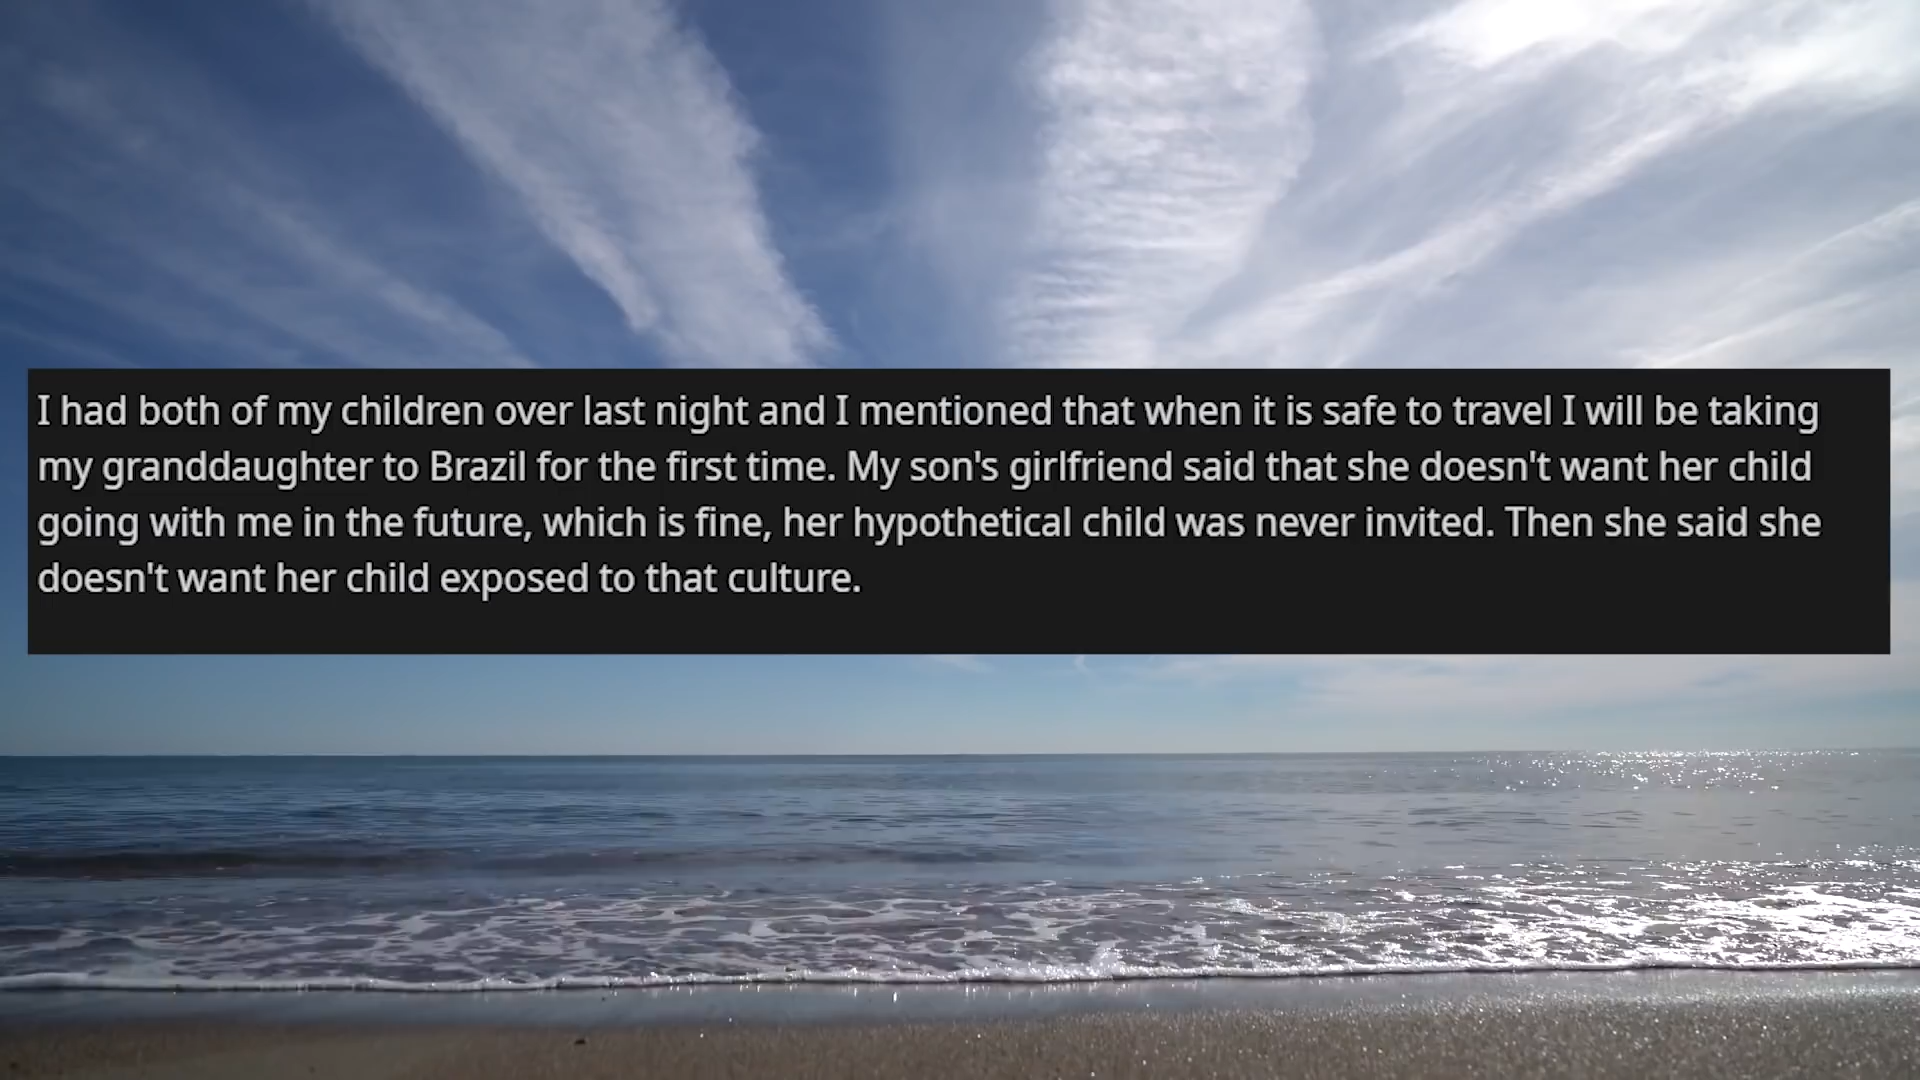 I had both of my children over last night and I mentioned that when it is safe to travel I will be taking
my granddaughter to Brazil for the first time. My son's girlfriend said that she doesn't want her child
going with me in the future, which is fine, her hypothetical child was never invited. Then she said she
doesn't want her child exposed to that culture.